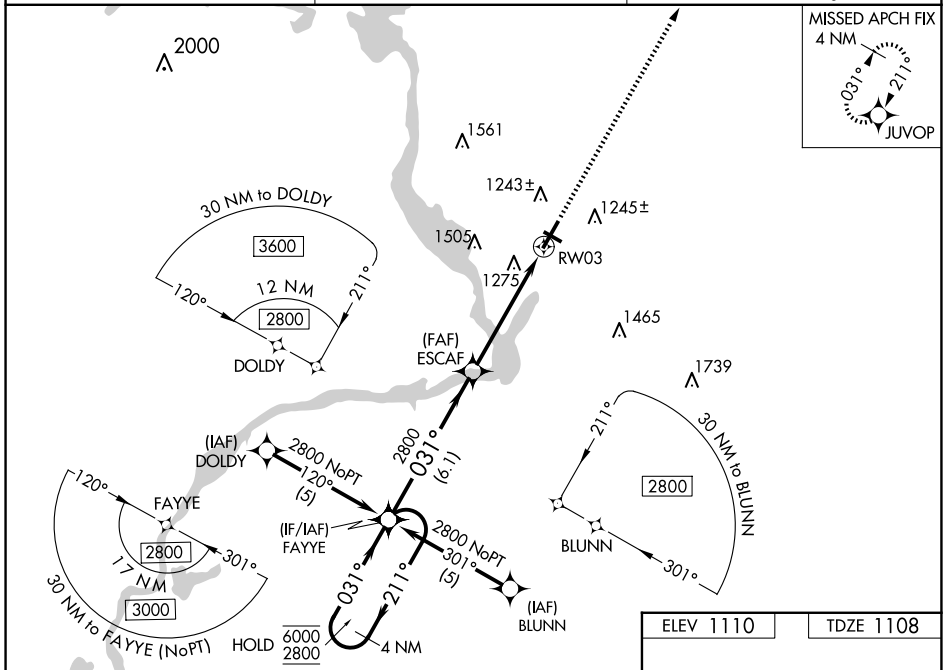 2000
MISSED APCH FIX
4 NM
031°
211°
JUVOP
1561
1243±
1245±
1505
1275
RW03
30 NM to DOLDY
3600
12 NM
2800
120°
211°
DOLDY
1465
1739
(FAF)
ESCAF
2800
031°
(6.1)
(IAF)
DOLDY
2800 NoPT
120°
(5)
211°
30 NM to BLUNN
2800
BLUNN
301°
120°
FAYYE
2800
17 NM
301°
3000
30 NM to FAYYE (NoPT)
(IF/IAF)
FAYYE
2800 NoPT
301°
(5)
(IAF)
BLUNN
031°
211°
HOLD
6000
2800
4 NM
ELEV 1110
TDZE 1108